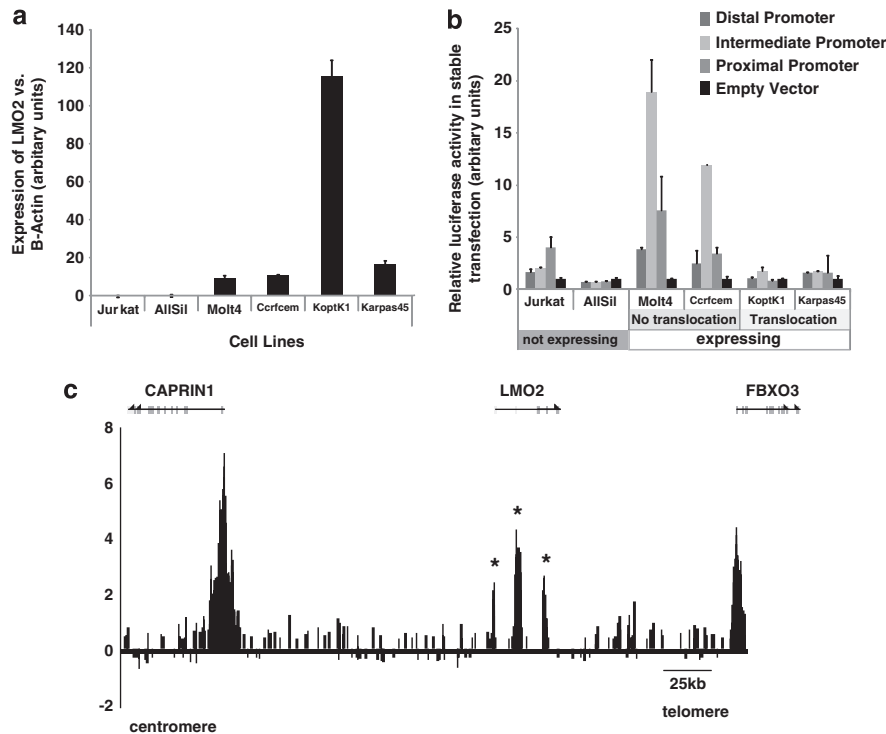 a
Expression of LMO2 vs.
B-Actin (arbitary units)
140
120
100
80
60
40
20
0
Jurkat AllSil Molt4 Ccrfcem KoptK1 Karpas45
Cell Lines
b
Relative luciferase activity in stable
transfection (arbitary units)
25
20
15
10
5
0
Distal Promoter
Intermediate Promoter
Proximal Promoter
Empty Vector
Jurkat AllSil Molt4 Ccrfcem KoptK1 Karpas45
No translocation Translocation
not expressing expressing
c
CAPRIN1 LMO2 FBXO3
8
6
4
2
0
-2
* * *
25kb
centromere telomere